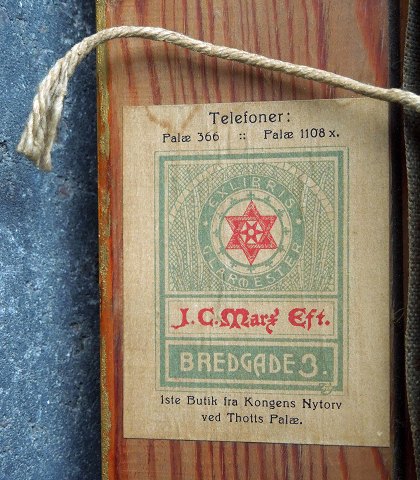 Telefoner:
Palæ 366 :: Palæ 1108 x.
EXLIBRIS
J.C. Marx Eft.
BREDGADE 3.
1ste Butik fra Kongens Nytorv
ved Thotts Palæ.